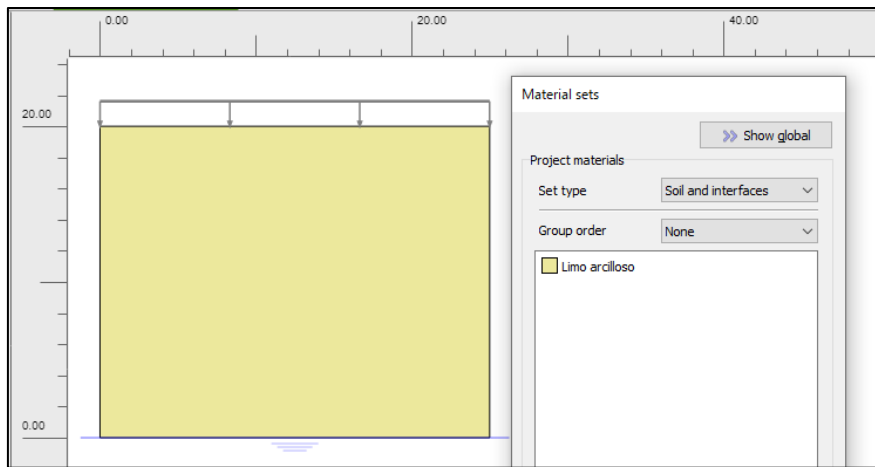 0.00 20.00 40.00
20.00
0.00
Material sets
Show global
Project materials
Set type Soil and interfaces
Group order None
Limo arcilloso